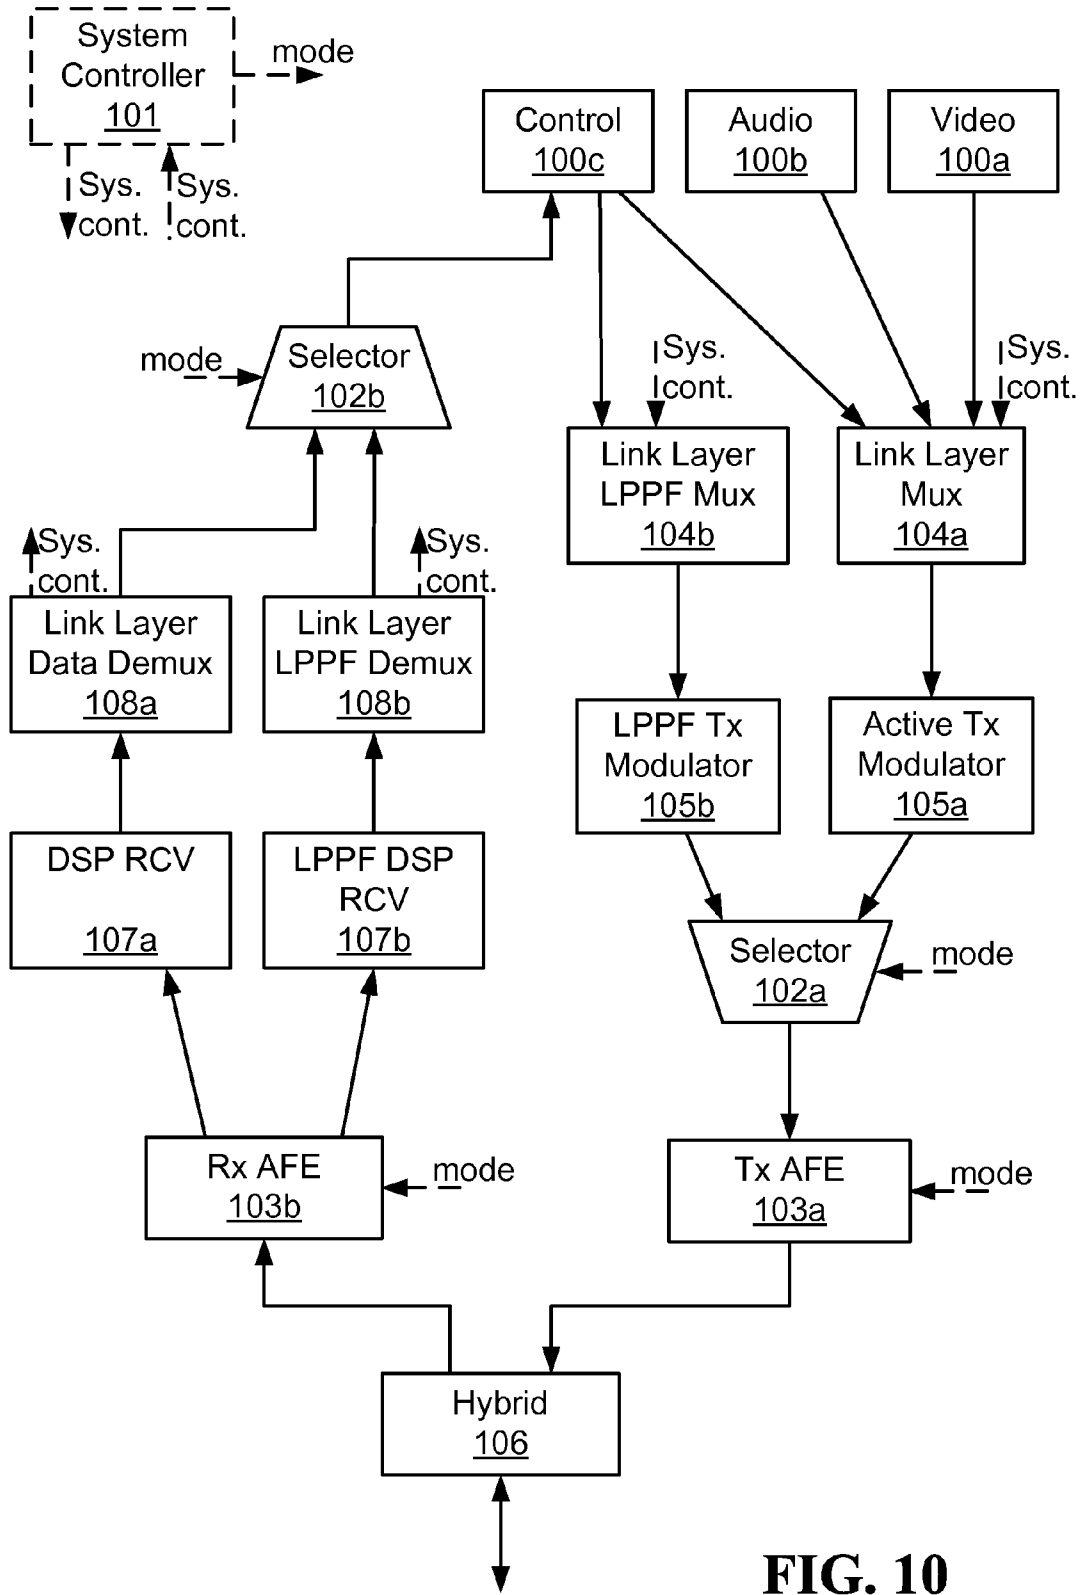 System
Controller
101
mode
Sys.
cont.
Sys.
cont.
Control
100c
Audio
100b
Video
100a
mode
Selector
102b
Sys.
cont.
Sys.
cont.
Link Layer
LPPF Mux
104b
Link Layer
Mux
104a
Sys.
cont.
Sys.
cont.
Link Layer
Data Demux
108a
Link Layer
LPPF Demux
108b
LPPF Tx
Modulator
105b
Active Tx
Modulator
105a
DSP RCV
107a
LPPF DSP
RCV
107b
Selector
102a
mode
Rx AFE
103b
mode
Tx AFE
103a
mode
Hybrid
106
FIG. 10